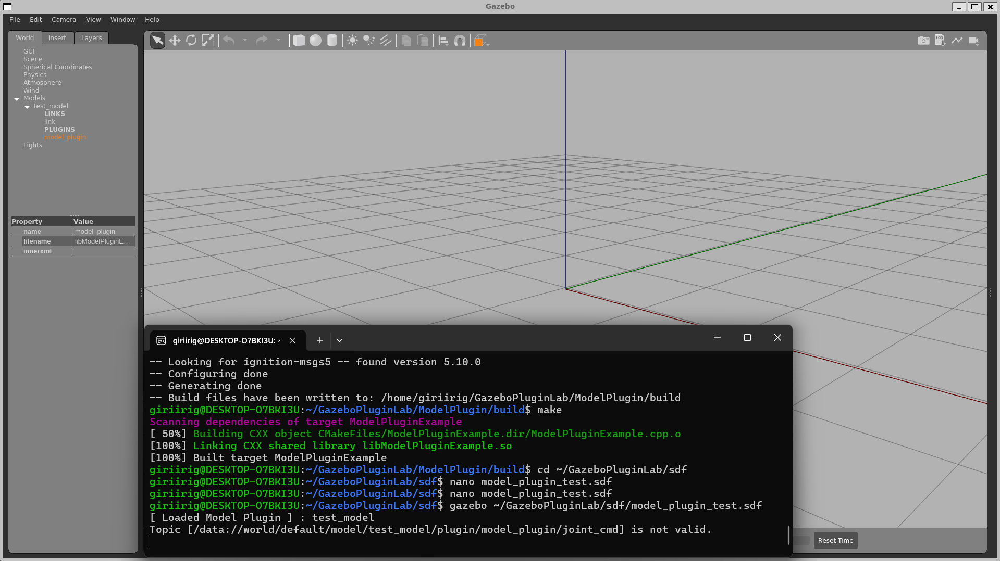 Gazebo
File Edit Camera View Window Help
World Insert Layers
GUI
Scene
Spherical Coordinates
Physics
Atmosphere
Wind
Models
test_model
LINKS
link
PLUGINS
model_plugin
Lights
Property Value
name model_plugin
filename libModelPluginE...
innerxml
LOG
giriirig@DESKTOP-O7BKI3U: ·
-- Looking for ignition-msgs5 -- found version 5.10.0
-- Configuring done
-- Generating done
-- Build files have been written to: /home/giriirig/GazeboPluginLab/ModelPlugin/build
giriirig@DESKTOP-O7BKI3U:~/GazeboPluginLab/ModelPlugin/build$ make
Scanning dependencies of target ModelPluginExample
[ 50%] Building CXX object CMakeFiles/ModelPluginExample.dir/ModelPluginExample.cpp.o
[100%] Linking CXX shared library libModelPluginExample.so
[100%] Built target ModelPluginExample
giriirig@DESKTOP-O7BKI3U:~/GazeboPluginLab/ModelPlugin/build$ cd ~/GazeboPluginLab/sdf
giriirig@DESKTOP-O7BKI3U:~/GazeboPluginLab/sdf$ nano model_plugin_test.sdf
giriirig@DESKTOP-O7BKI3U:~/GazeboPluginLab/sdf$ nano model_plugin_test.sdf
giriirig@DESKTOP-O7BKI3U:~/GazeboPluginLab/sdf$ gazebo ~/GazeboPluginLab/sdf/model_plugin_test.sdf
[ Loaded Model Plugin ] : test_model
Topic [/data://world/default/model/test_model/plugin/model_plugin/joint_cmd] is not valid.
Reset Time